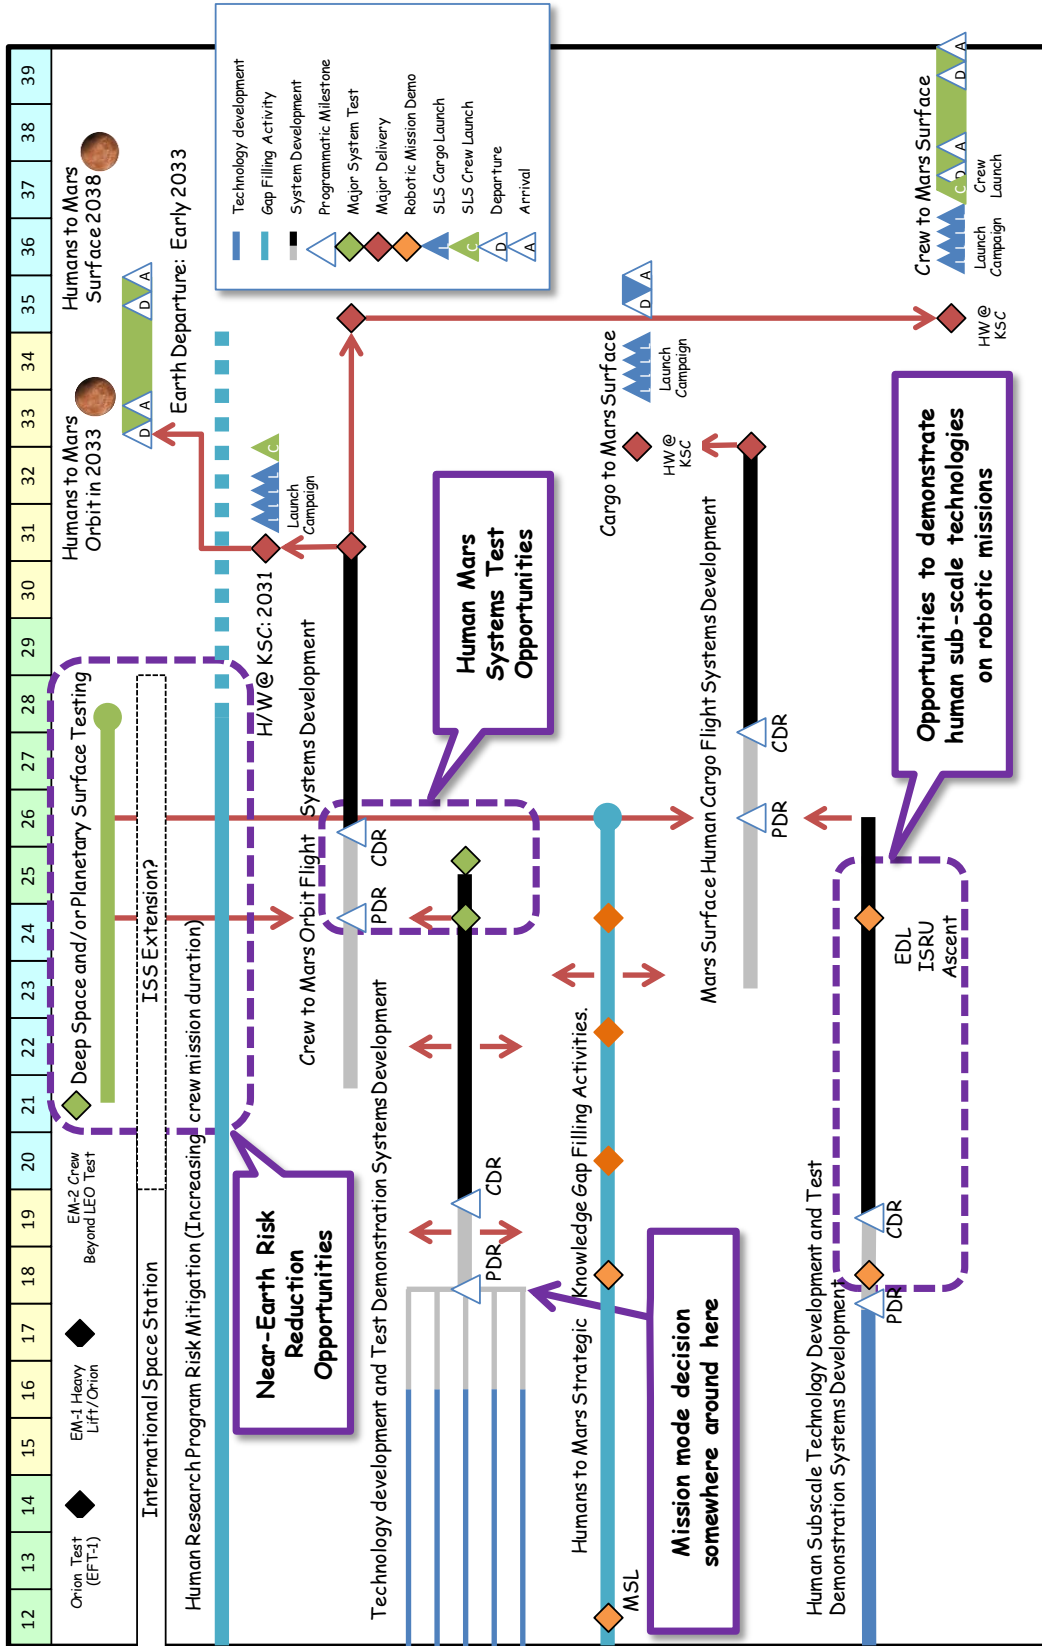 12 13 14 15 16 17 18 19 20 21 22 23 24 25 26 27 28 29 30 31 32 33 34 35 36 37 38 39
Orion Test
(EFT-1)
EM-1 Heavy
Lift/Orion
EM-2 Crew
Beyond LEO Test
Deep Space and/or Planetary Surface Testing
Humans to Mars
Orbit in 2033
Humans to Mars
Surface 2038
D A D A
Earth Departure: Early 2033
International Space Station
ISS Extension?
Human Research Program Risk Mitigation (Increasing crew mission duration)
H/W @ KSC: 2031
L L L L C
Launch
Campaign
Near-Earth Risk
Reduction
Opportunities
Crew to Mars Orbit Flight Systems Development
PDR
CDR
Human Mars
Systems Test
Opportunities
Technology development
Gap Filling Activity
System Development
Programmatic Milestone
Major System Test
Major Delivery
Robotic Mission Demo
L SLS Cargo Launch
C SLS Crew Launch
D Departure
A Arrival
Technology development and Test Demonstration Systems Development
PDR
CDR
Humans to Mars Strategic Knowledge Gap Filling Activities.
MSL
Mission mode decision
somewhere around here
Cargo to Mars Surface
HW @
KSC
L L L L L
Launch
Campaign
D A
Mars Surface Human Cargo Flight Systems Development
PDR
CDR
Human Subscale Technology Development and Test
Demonstration Systems Development
PDR
CDR
EDL
ISRU
Ascent
Opportunities to demonstrate
human sub-scale technologies
on robotic missions
Crew to Mars Surface
HW @
KSC
L L L L L L C D A D A
Launch
Campaign
Crew
Launch